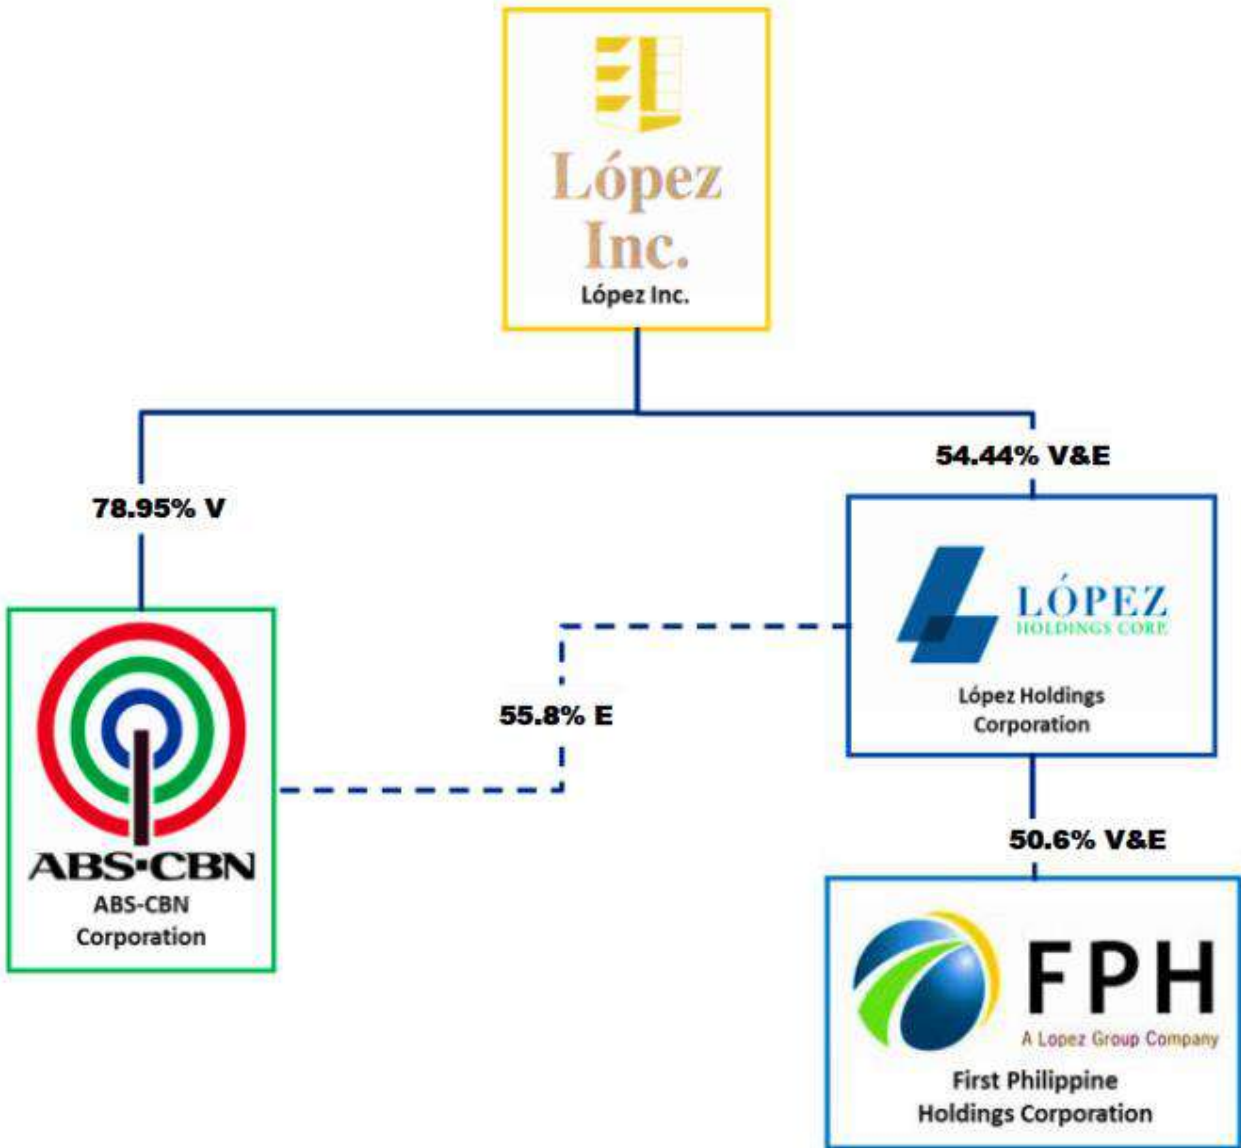 López
Inc.
López Inc.
54.44% V&E
78.95% V
LÓPEZ
HOLDINGS CORP.
López Holdings
Corporation
55.8% E
50.6% V&E
ABS-CBN
ABS-CBN
Corporation
FPH
A Lopez Group Company
First Philippine
Holdings Corporation